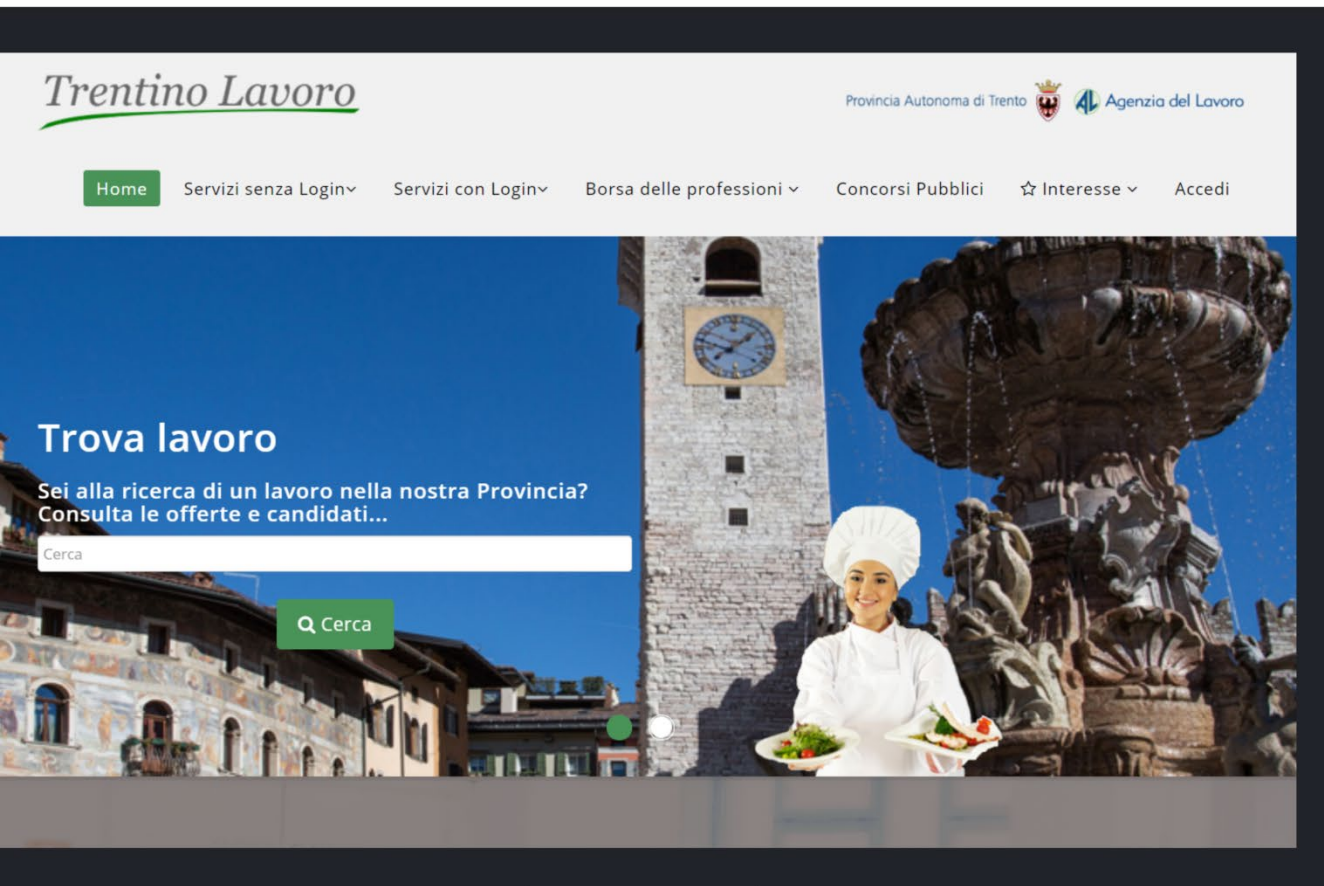 Trentino Lavoro
Provincia Autonoma di Trento
Agenzia del Lavoro
Home
Servizi senza Login
Servizi con Login
Borsa delle professioni
Concorsi Pubblici
Interesse
Accedi
Trova lavoro
Sei alla ricerca di un lavoro nella nostra Provincia?
Consulta le offerte e candidati...
Cerca
Cerca